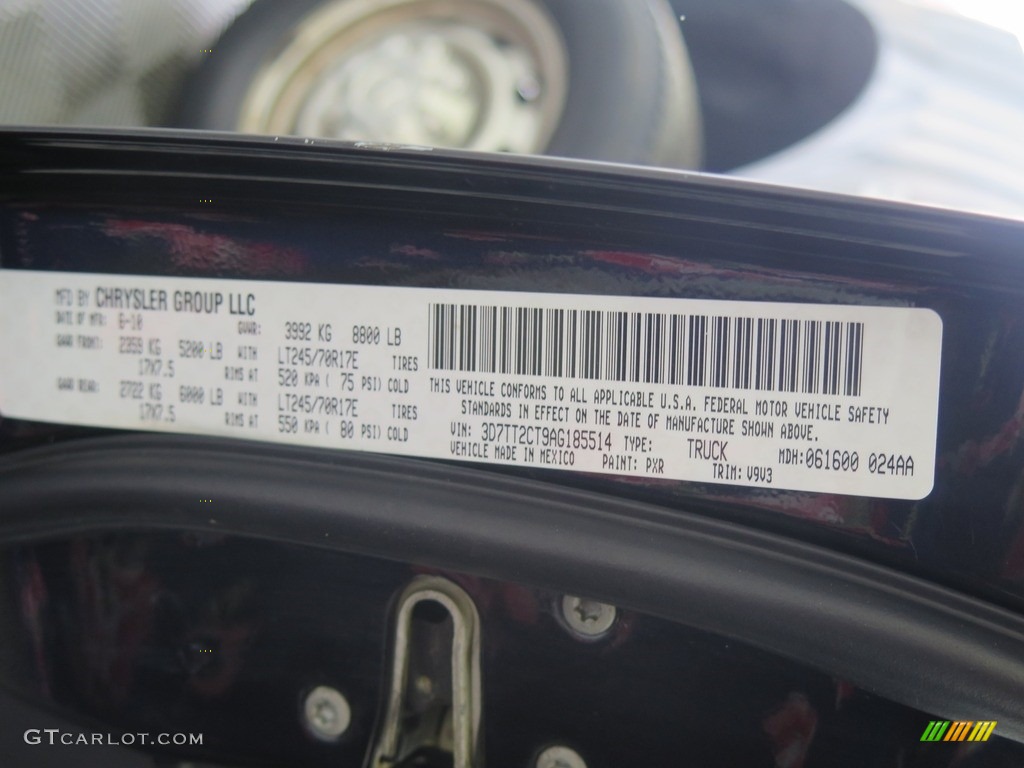 MFD BY CHRYSLER GROUP LLC
DATE OF MFR: 6-10 GVWR: 3992 KG 8800 LB
GAWR FRONT: 2359 KG 5200 LB WITH LT245/70R17E TIRES
17X7.5 RIMS AT 520 KPA ( 75 PSI) COLD
GAWR REAR: 2722 KG 6000 LB WITH LT245/70R17E TIRES
17X7.5 RIMS AT 550 KPA ( 80 PSI) COLD
THIS VEHICLE CONFORMS TO ALL APPLICABLE U.S.A. FEDERAL MOTOR VEHICLE SAFETY
STANDARDS IN EFFECT ON THE DATE OF MANUFACTURE SHOWN ABOVE.
VIN: 3D7TT2CT9AG185514 TYPE: TRUCK MDH:061600 024AA
VEHICLE MADE IN MEXICO PAINT: PXR TRIM: V9V3
GTCARLOT.COM